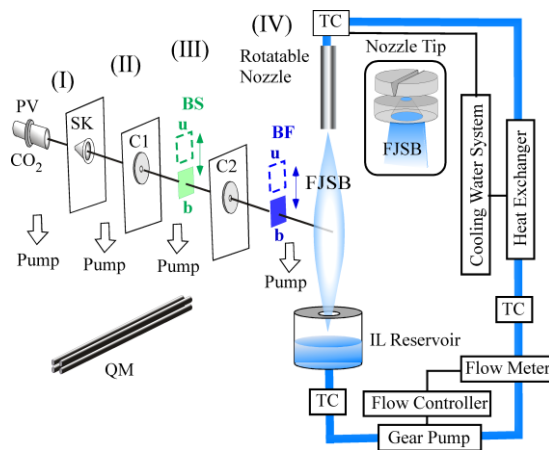 (I)
(II)
(III)
(IV)
PV
CO2
SK
C1
BS
u
b
C2
BF
u
b
Pump
Pump
Pump
Pump
QM
Rotatable
Nozzle
TC
Nozzle Tip
FJSB
FJSB
Cooling Water System
Heat Exchanger
TC
IL Reservoir
TC
Flow Meter
Flow Controller
Gear Pump